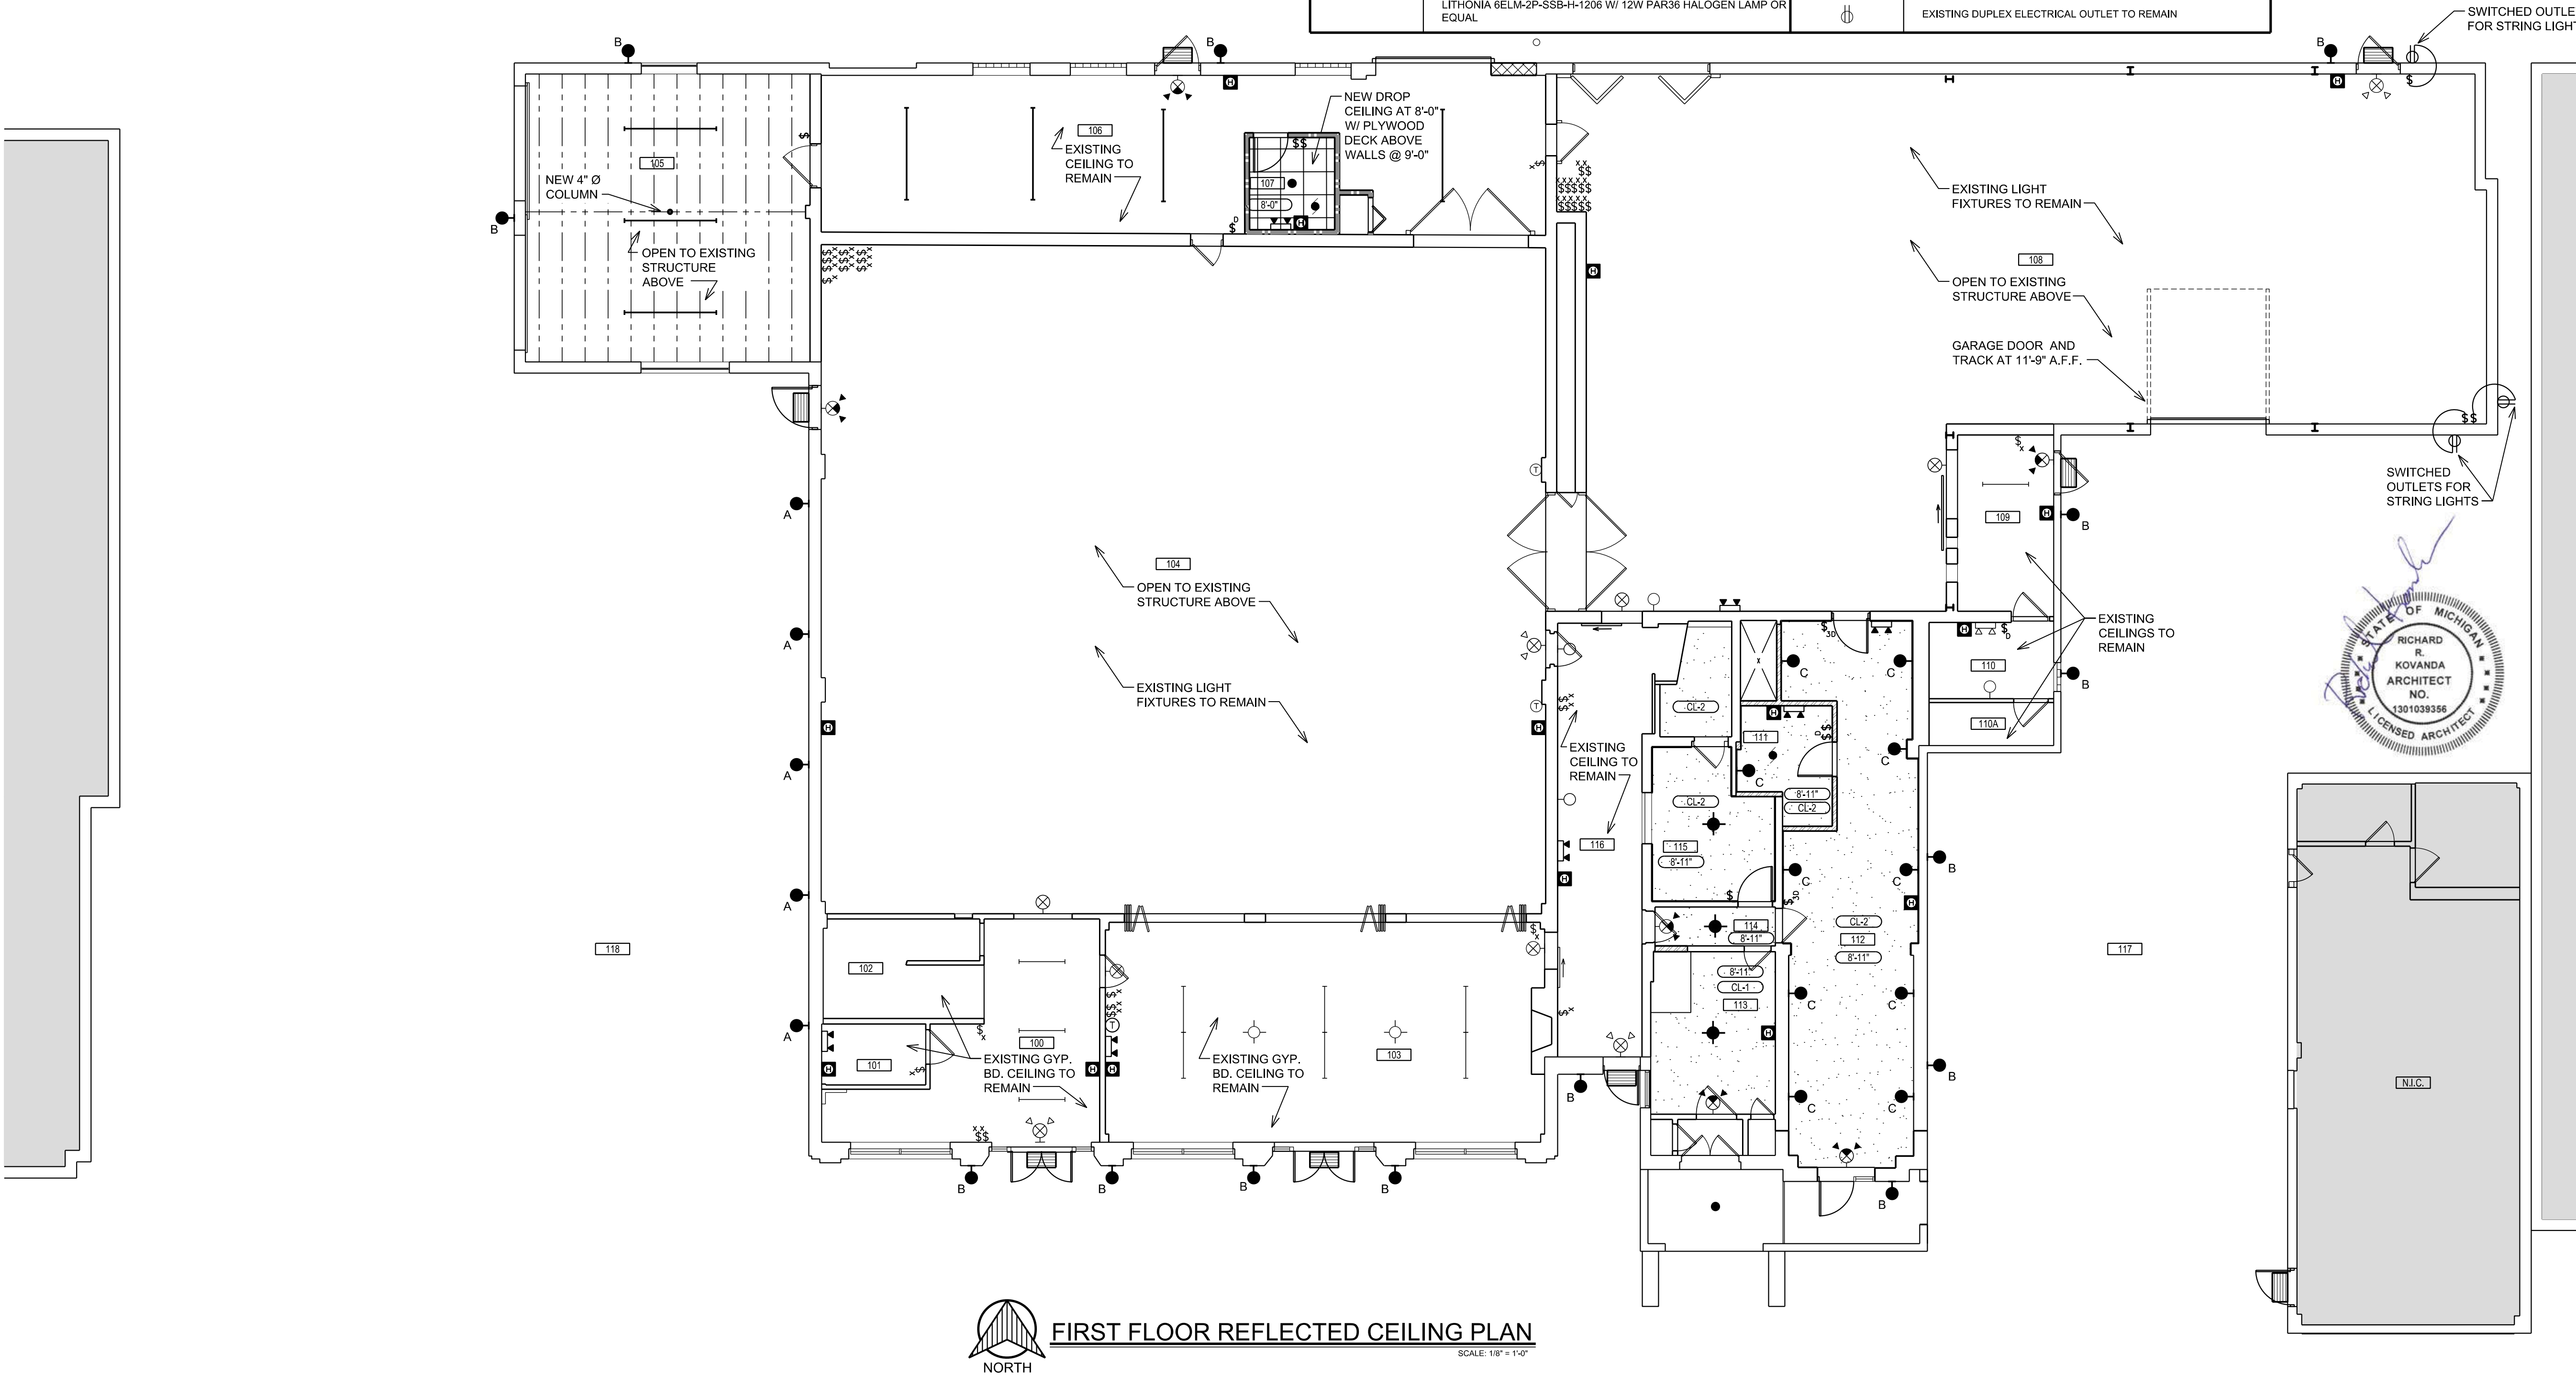 LITHONIA 6ELM-2P-SSB-H-1206 W/ 12W PAR36 HALOGEN LAMP OR
EQUAL
EXISTING DUPLEX ELECTRICAL OUTLET TO REMAIN
SWITCHED OUTLE
FOR STRING LIGH
B
B
B
NEW DROP
CEILING AT 8'-0"
W/ PLYWOOD
DECK ABOVE
WALLS @ 9'-0"
106
EXISTING
CEILING TO
REMAIN
105
NEW 4" Ø
COLUMN
B
OPEN TO EXISTING
STRUCTURE
ABOVE
107
8'-0"
EXISTING LIGHT
FIXTURES TO REMAIN
108
OPEN TO EXISTING
STRUCTURE ABOVE
GARAGE DOOR AND
TRACK AT 11'-9" A.F.F.
SWITCHED
OUTLETS FOR
STRING LIGHTS
109
B
A
A
A
A
A
104
OPEN TO EXISTING
STRUCTURE ABOVE
EXISTING LIGHT
FIXTURES TO REMAIN
EXISTING
CEILINGS TO
REMAIN
110
B
110A
STATE OF MICHIGAN
RICHARD
R.
KOVANDA
ARCHITECT
NO.
1301039356
LICENSED ARCHITECT
EXISTING
CEILING TO
REMAIN
116
CL-2
111
C
C
C
C
8'-11"
CL-2
CL-2
115
8'-11"
C
C
B
114
8'-11"
CL-2
112
8'-11"
8'-11"
CL-1
113
C
C
C
C
B
B
B
118
117
102
101
100
EXISTING GYP.
BD. CEILING TO
REMAIN
EXISTING GYP.
BD. CEILING TO
REMAIN
103
B
B
B
B
N.I.C.
FIRST FLOOR REFLECTED CEILING PLAN
SCALE: 1/8" = 1'-0"
NORTH